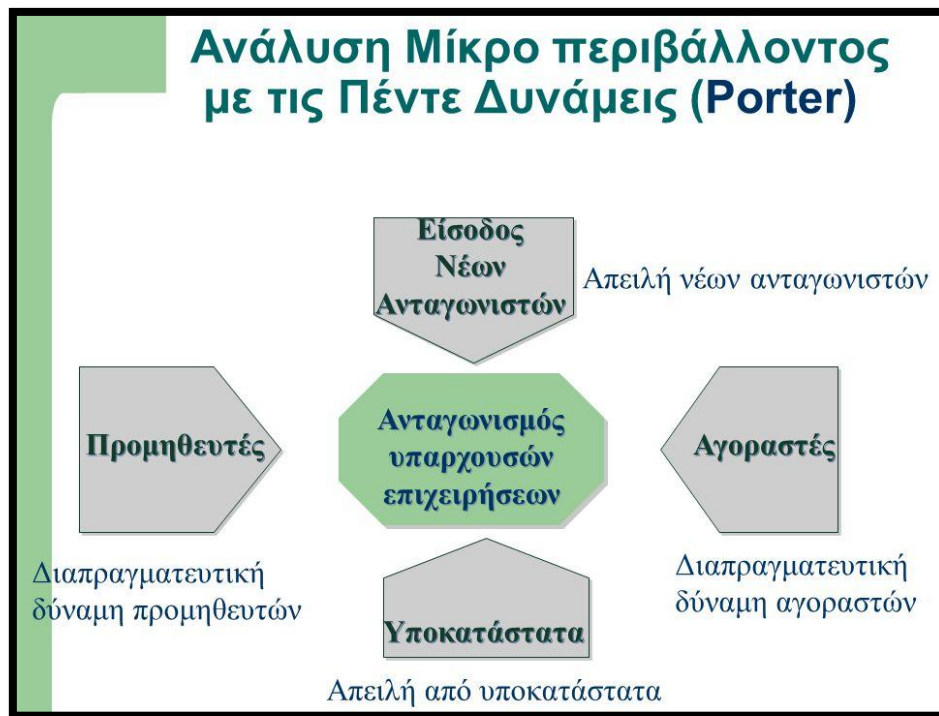 Ανάλυση Μίκρο περιβάλλοντος
με τις Πέντε Δυνάμεις (Porter)
Είσοδος
Νέων
Ανταγωνιστών
Απειλή νέων ανταγωνιστών
Προμηθευτές
Ανταγωνισμός
υπαρχουσών
επιχειρήσεων
Αγοραστές
Διαπραγματευτική
δύναμη προμηθευτών
Διαπραγματευτική
δύναμη αγοραστών
Υποκατάστατα
Απειλή από υποκατάστατα